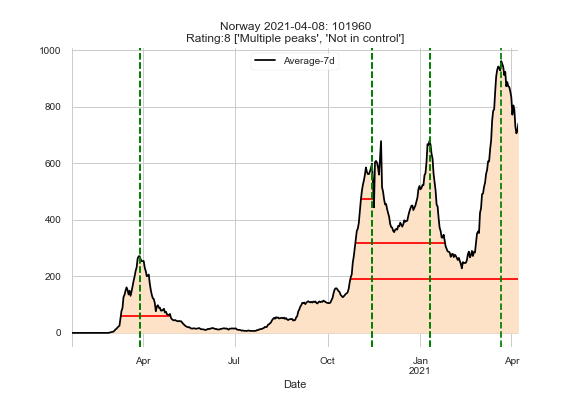 Norway 2021-04-08: 101960
Rating:8 ['Multiple peaks', 'Not in control']
Average-7d
1000
800
600
400
200
0
Apr
Jul
Oct
Jan
2021
Apr
Date